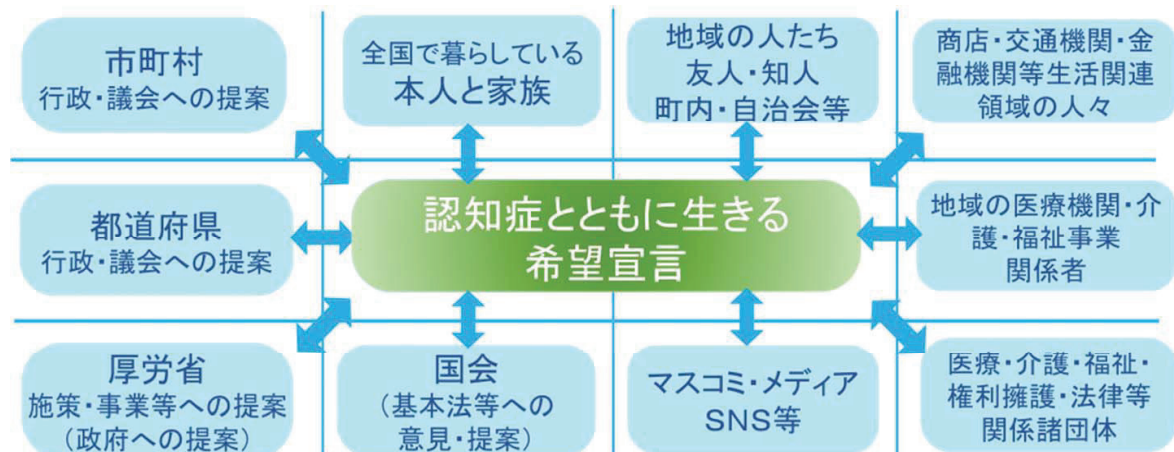 市町村
行政・議会への提案
全国で暮らしている
本人と家族
地域の人たち
友人・知人
町内・自治会等
商店・交通機関・金
融機関等生活関連
領域の人々
都道府県
行政・議会への提案
認知症とともに生きる
希望宣言
地域の医療機関・介
護・福祉事業
関係者
厚労省
施策・事業等への提案
(政府への提案)
国会
(基本法等への
意見・提案)
マスコミ・メディア
SNS等
医療・介護・福祉・
権利擁護・法律等
関係諸団体